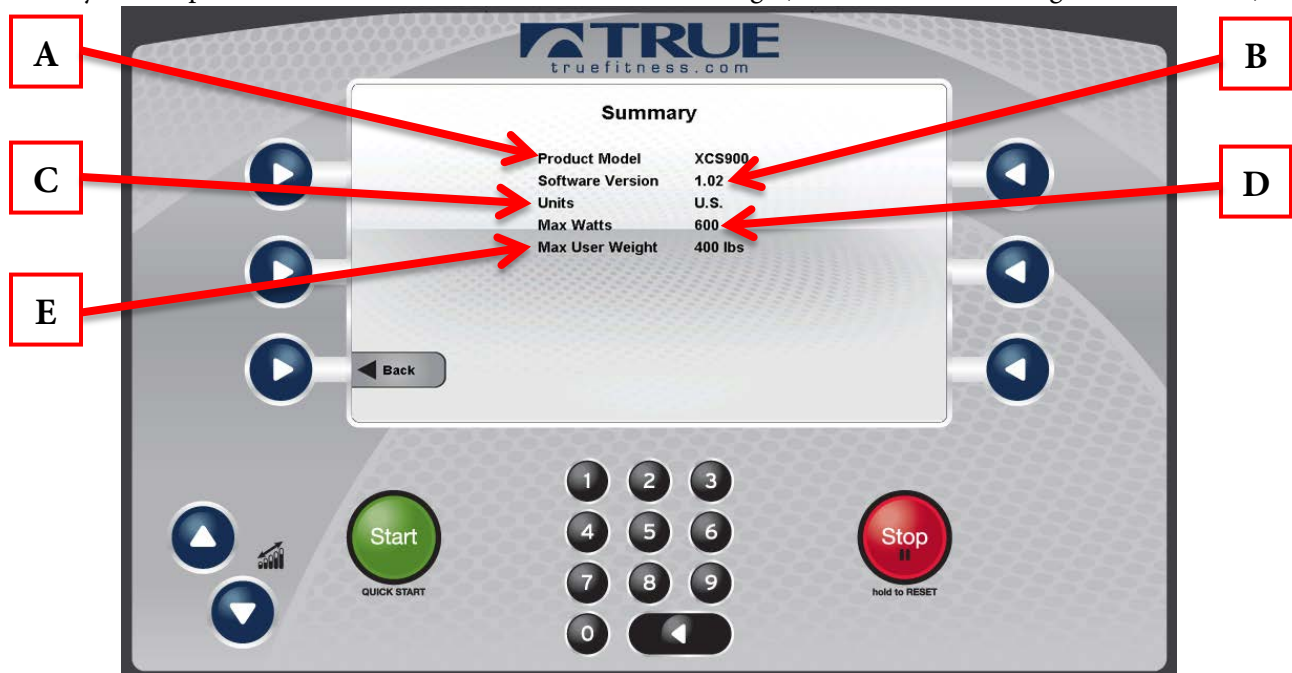 A
B
C
D
E
TRUE
truefitness.com
Summary
Product Model XCS900
Software Version 1.02
Units U.S.
Max Watts 600
Max User Weight 400 lbs
Back
1 2 3
4 5 6
7 8 9
0
Start
QUICK START
Stop
hold to RESET